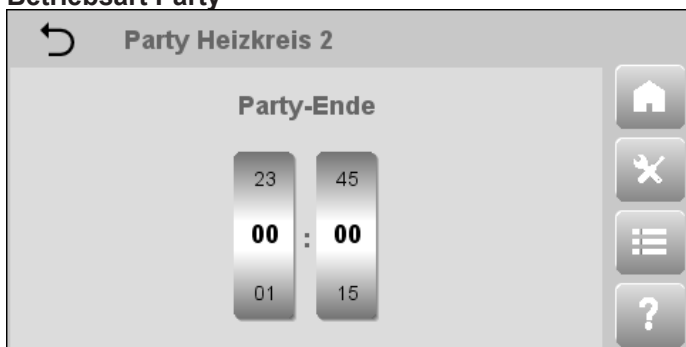 Betriebsart Party
Party Heizkreis 2
Party-Ende
23 45
00 : 00
01 15
?